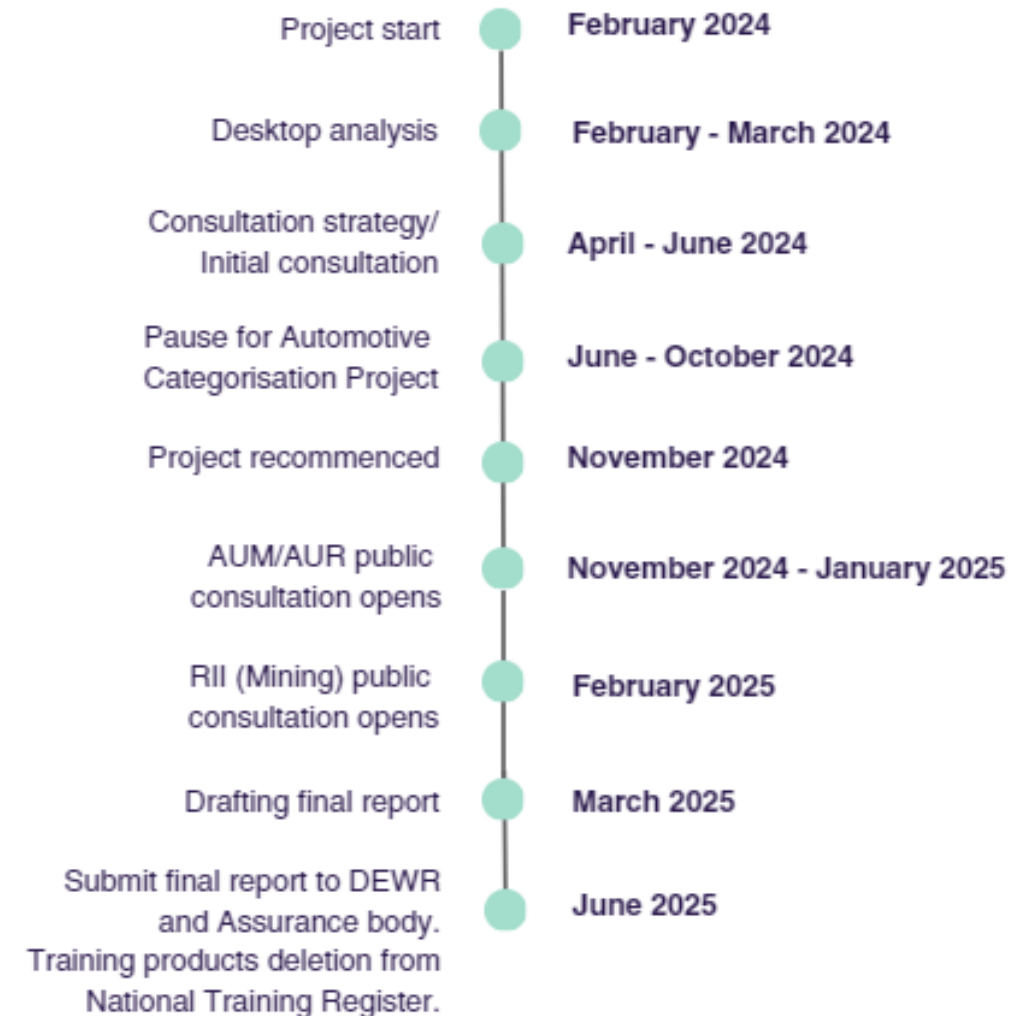 Project start
February 2024
Desktop analysis
February - March 2024
Consultation strategy/
Initial consultation
April - June 2024
Pause for Automotive
Categorisation Project
June - October 2024
Project recommenced
November 2024
AUM/AUR public
consultation opens
November 2024 - January 2025
RII (Mining) public
consultation opens
February 2025
Drafting final report
March 2025
Submit final report to DEWR
and Assurance body.
Training products deletion from
National Training Register.
June 2025